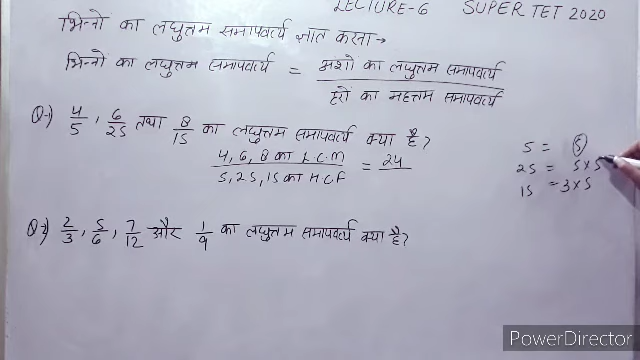 LECTURE-6 SUPER TET 2020
भिन्नो का लघुत्तम समापवर्त्य ज्ञात करना →
भिन्नो का लघुत्तम समापवर्त्य = अंशो का लघुत्तम समापवर्त्य / हरों का महत्तम समापवर्त्य
Q-1) 4/5, 6/25 तथा 8/15 का लघुत्तम समापवर्त्य क्या है?
4, 6, 8 का L.C.M / 5, 25, 15 का H.C.F = 24
5 = 5
25 = 5×5
15 = 3×5
Q-2) 2/3, 5/6, 7/12 और 1/9 का लघुत्तम समापवर्त्य क्या है?
PowerDirector